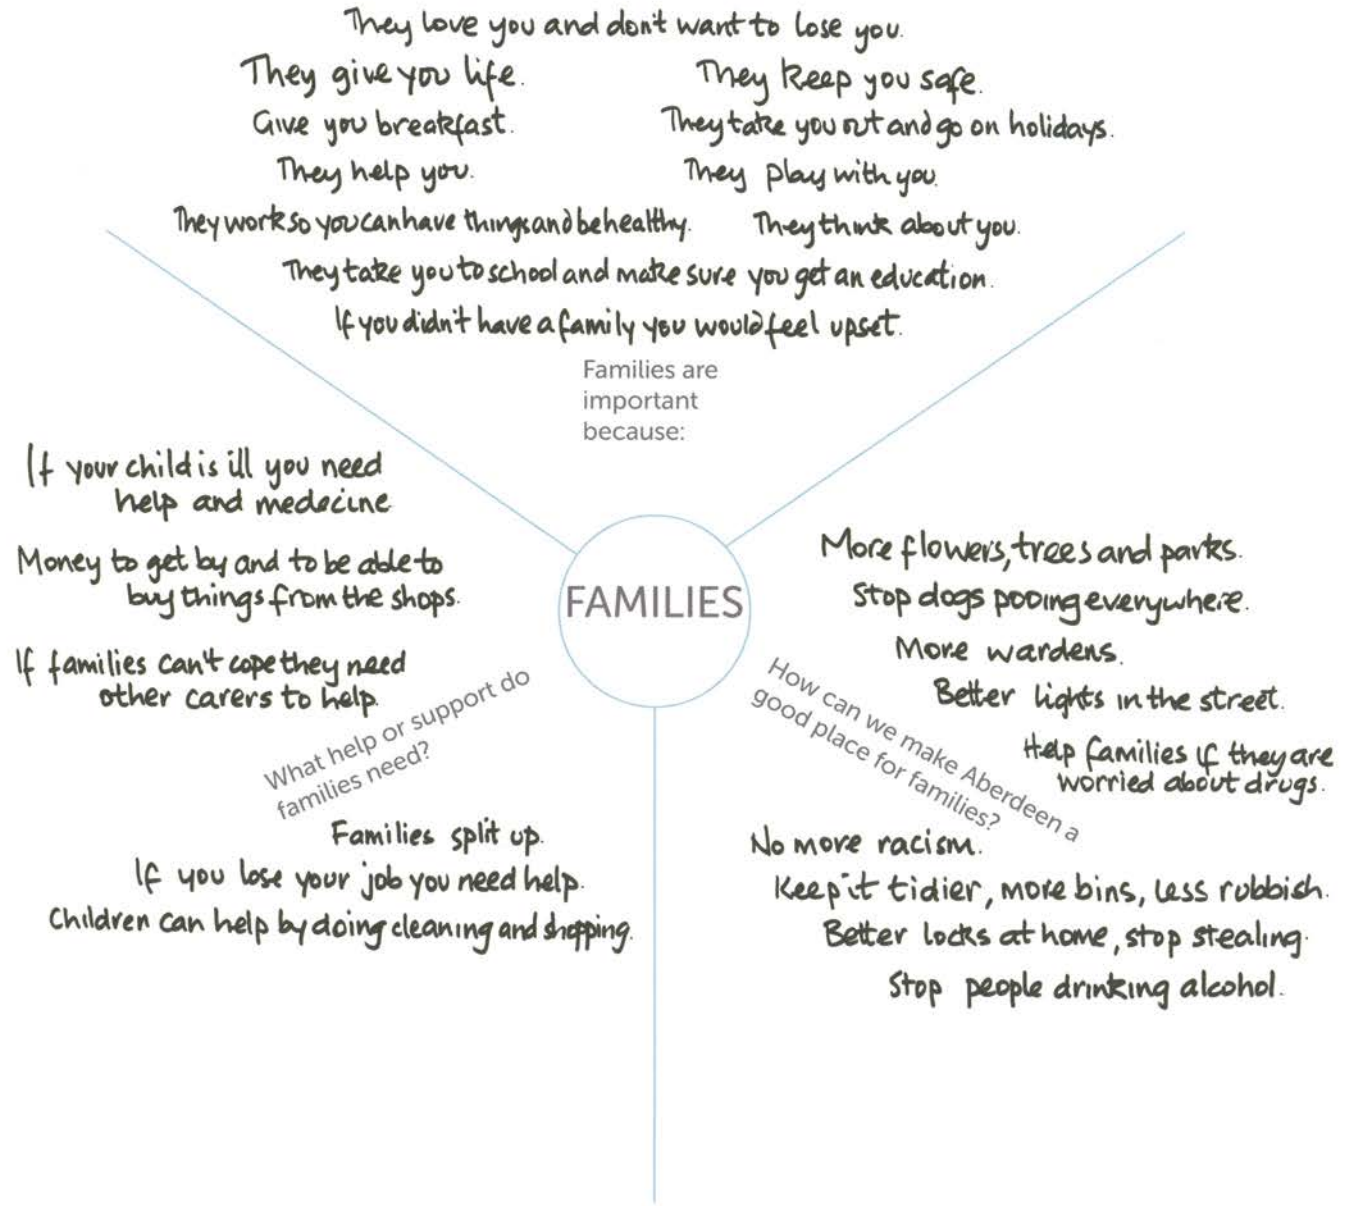 They love you and don't want to lose you.
They give you life.
They keep you safe.
Give you breakfast.
They take you out and go on holidays.
They help you.
They play with you.
They work so you can have things and be healthy.
They think about you.
They take you to school and make sure you get an education.
If you didn't have a family you would feel upset.
Families are
important
because:
If your child is ill you need
help and medecine
Money to get by and to be able to
buy things from the shops.
If families can't cope they need
other carers to help.
What help or support do
families need?
Families split up.
If you lose your job you need help.
Children can help by doing cleaning and shopping.
FAMILIES
More flowers, trees and parks.
Stop dogs pooing everywhere.
More wardens.
Better lights in the street.
Help families if they are
worried about drugs.
How can we make Aberdeen a
good place for families?
No more racism.
Keep it tidier, more bins, less rubbish.
Better locks at home, stop stealing.
Stop people drinking alcohol.